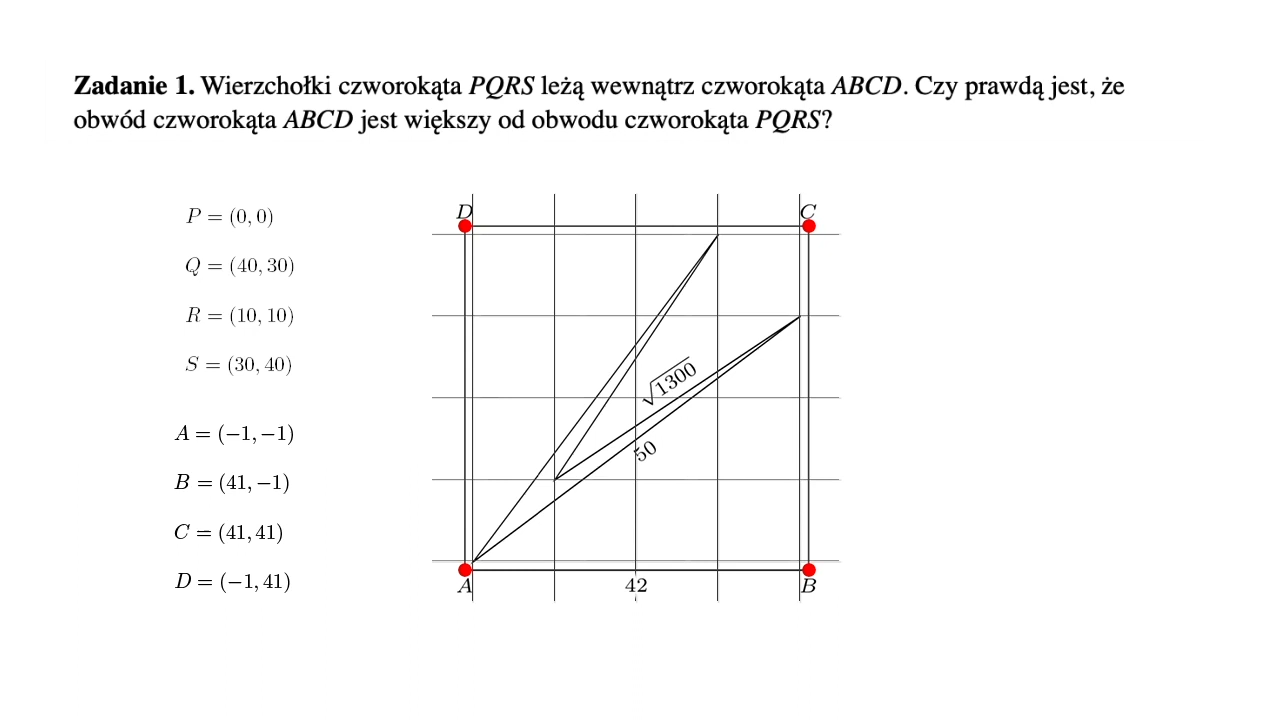 Zadanie 1. Wierzchołki czworokąta PQRS leżą wewnątrz czworokąta ABCD. Czy prawdą jest, że
obwód czworokąta ABCD jest większy od obwodu czworokąta PQRS?
P = (0, 0)
Q = (40, 30)
R = (10, 10)
S = (30, 40)
A = (−1, −1)
B = (41, −1)
C = (41, 41)
D = (−1, 41)
D
C
√1300
50
A
42
B